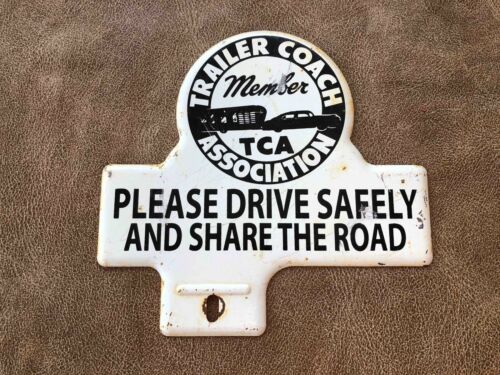 TRAILER COACH
Member
TCA
ASSOCIATION
PLEASE DRIVE SAFELY
AND SHARE THE ROAD